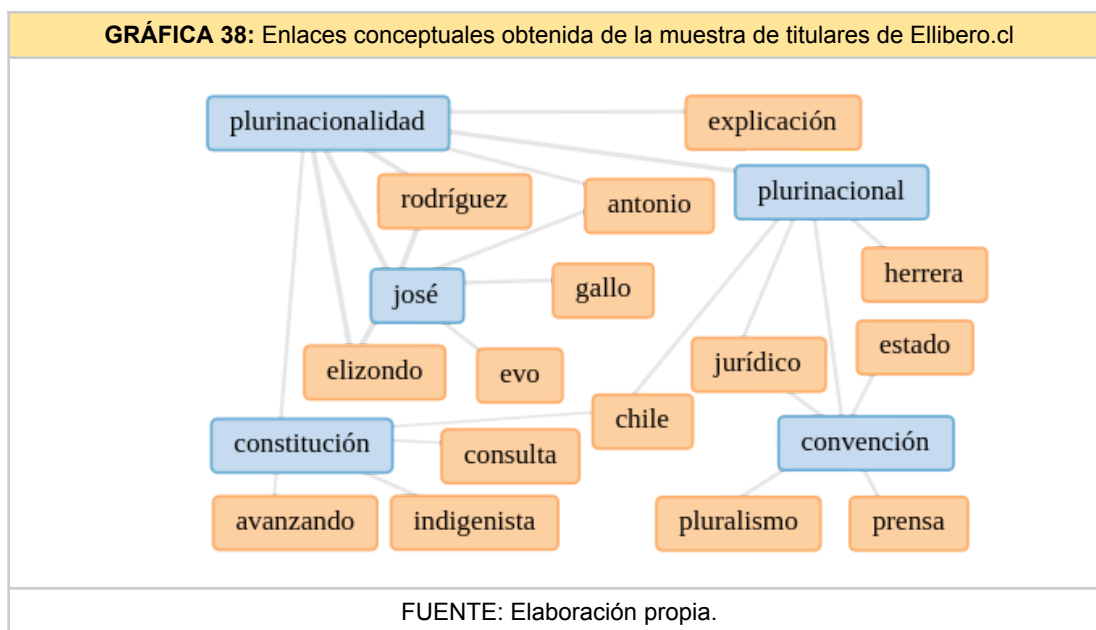 GRÁFICA 38: Enlaces conceptuales obtenida de la muestra de titulares de Ellibero.cl
plurinacionalidad
explicación
rodríguez
antonio
plurinacional
josé
gallo
herrera
elizondo
evo
jurídico
estado
constitución
consulta
chile
convención
avanzando
indigenista
pluralismo
prensa
FUENTE: Elaboración propia.